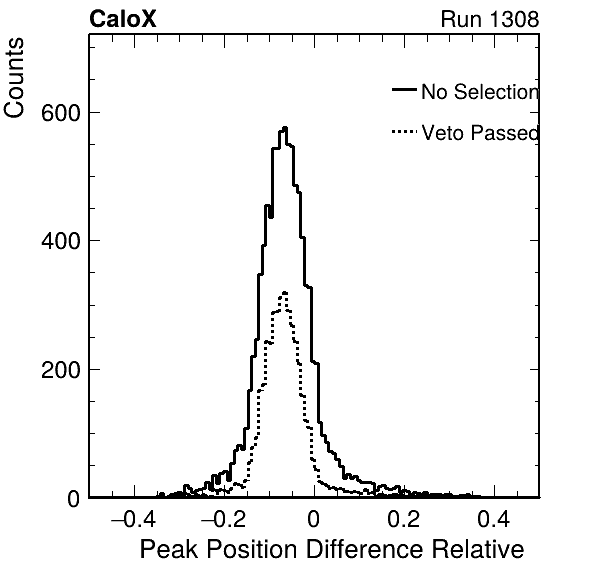 CaloX Run 1308
Counts
No Selection
Veto Passed
600
400
200
0
−0.4 −0.2 0 0.2 0.4
Peak Position Difference Relative